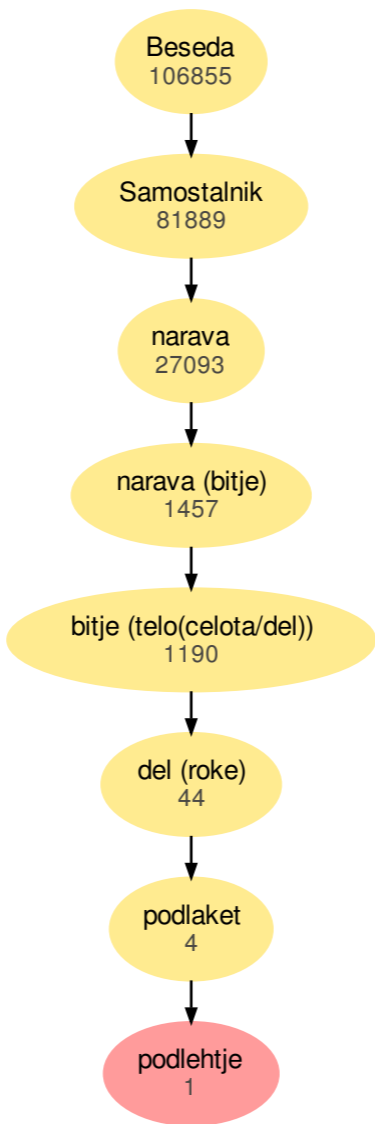 Beseda
106855
Samostalnik
81889
narava
27093
narava (bitje)
1457
bitje (telo(celota/del))
1190
del (roke)
44
podlaket
4
podlehtje
1